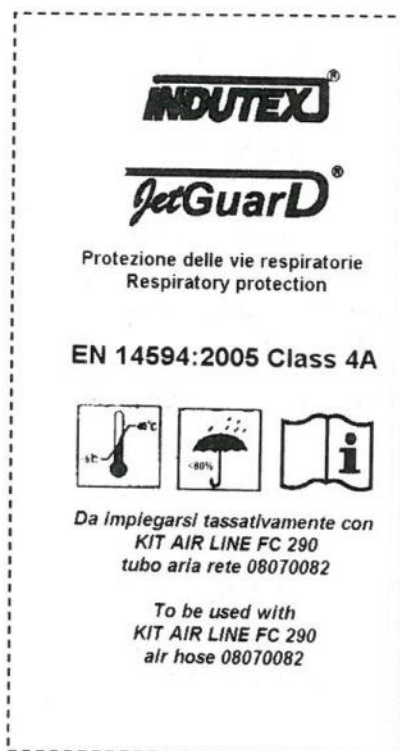 INDUTEX®
JetGuarD®
Protezione delle vie respiratorie
Respiratory protection
EN 14594:2005 Class 4A
-5°C
40°C
<80%
i
Da impiegarsi tassativamente con
KIT AIR LINE FC 290
tubo aria rete 08070082
To be used with
KIT AIR LINE FC 290
air hose 08070082